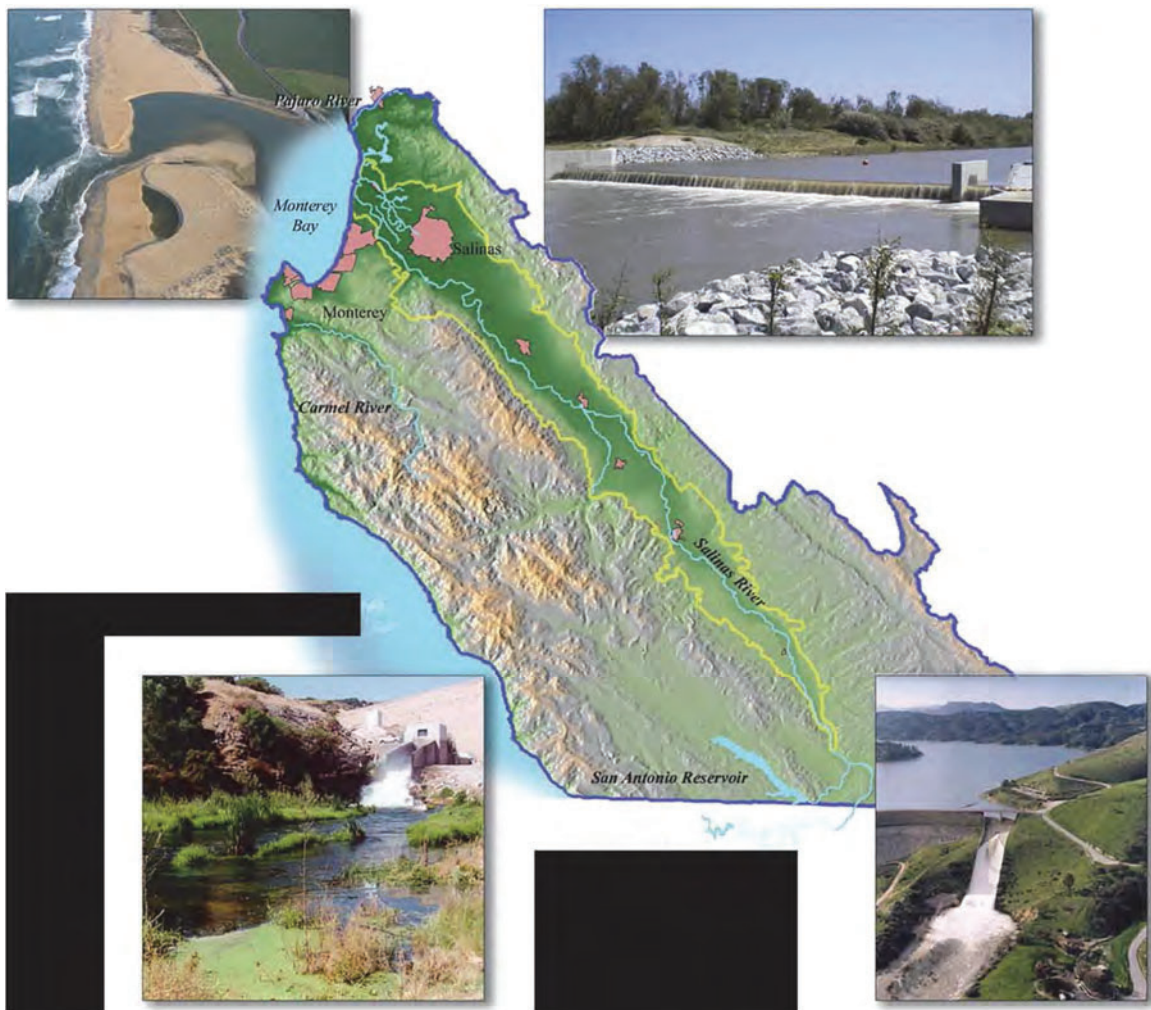 Pajaro River
Monterey
Bay
Salinas
Monterey
Carmel River
Salinas River
San Antonio Reservoir